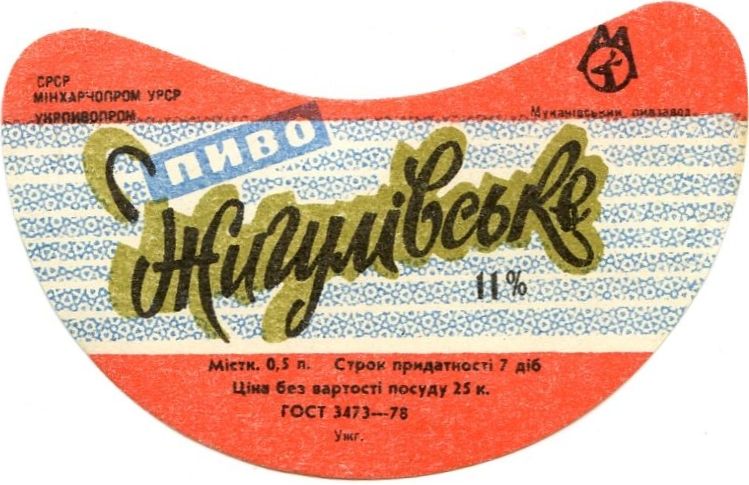 СРСР
МІНХАРЧОПРОМ УРСР
УКРПИВОПРОМ
Мукачівський пивзавод
ПИВО
Жигулівське
11%
Містк. 0,5 л. Строк придатності 7 діб
Ціна без вартості посуду 25 к.
ГОСТ 3473—78
Ужг.